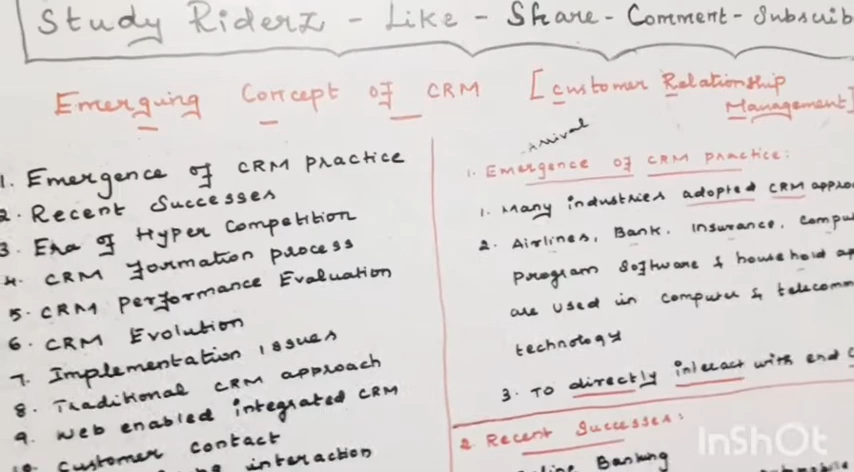 Study Riderz - Like - Share - Comment - Subscrib
Emerging Concept of CRM [Customer Relationship
Management]
1. Emergence of CRM practice
2. Recent Successes
3. Era of Hyper Competition
4. CRM Formation process
5. CRM Performance Evaluation
6. CRM Evolution
7. Implementation Issues
8. Traditional CRM approach
9. Web enabled integrated CRM
10. Customer contact
interaction
Arrival
1. Emergence of CRM practice:
1. Many industries adopted CRM approa
2. Airlines, Bank, Insurance, Compu
Program Software & household ap
are used in Computer & telecomm
technology
3. To directly interact with end
2. Recent Successes:
Banking
InShOt